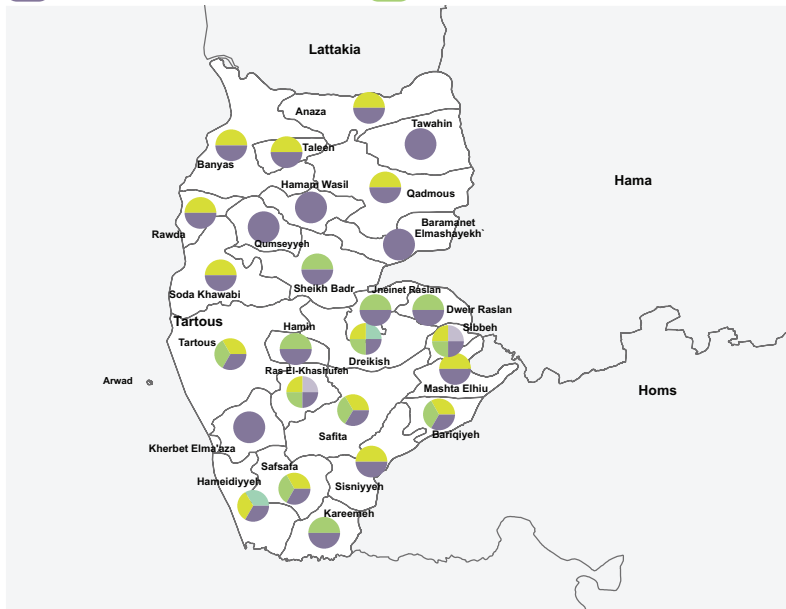 Lattakia
Anaza
Tawahin
Taleen
Banyas
Hamam Wasil
Hama
Qadmous
Baramanet
Elmashayekh`
Rawda
Qumseyyeh
Sheikh Badr
Jneinet Raslan
Soda Khawabi
Dweir Raslan
Tartous
Hamin
Sibbeh
Tartous
Dreikish
Ras El-Khashufeh
Arwad
Mashta Elhiu
Homs
Safita
Bariqiyeh
Kherbet Elma'aza
Safsafa
Hameidiyyeh
Sisniyyeh
Kareemeh